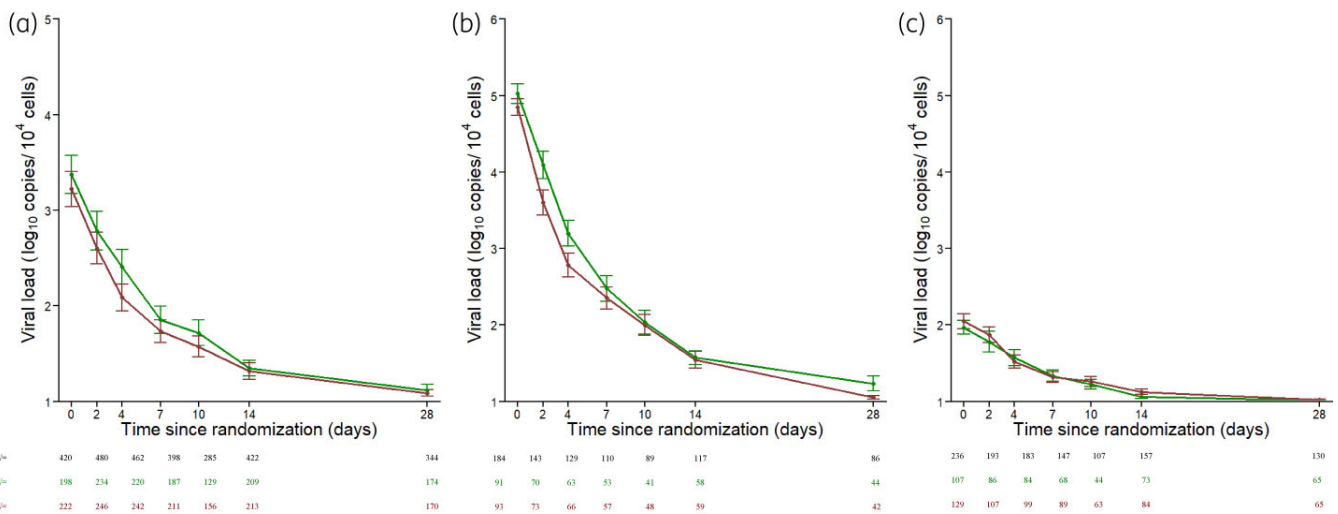 (a)
5
4
3
2
1
Viral load (log10 copies/ 10^4 cells)
0 2 4 7 10 14 28
Time since randomization (days)
420 480 462 398 285 422 344
198 234 220 187 129 209 174
222 246 242 211 156 213 170
(b)
6
5
4
3
2
1
Viral load (log10 copies/ 10^4 cells)
0 2 4 7 10 14 28
Time since randomization (days)
184 143 129 110 89 117 86
91 70 63 53 41 58 44
93 73 66 57 48 59 42
(c)
6
5
4
3
2
1
Viral load (log10 copies/ 10^4 cells)
0 2 4 7 10 14 28
Time since randomization (days)
236 193 183 147 107 157 130
107 86 84 68 44 73 65
129 107 99 89 63 84 65